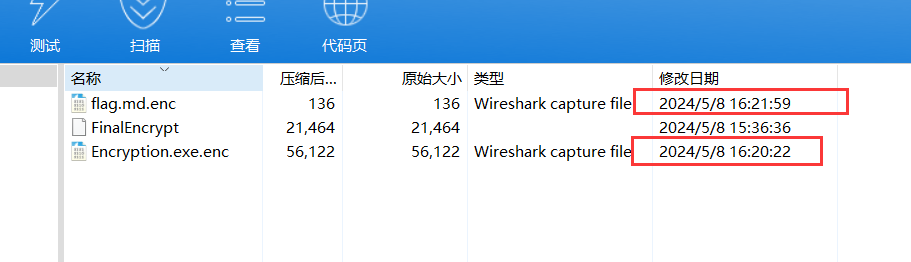 测试 扫描 查看 代码页
名称 压缩后... 原始大小 类型 修改日期
flag.md.enc 136 136 Wireshark capture file 2024/5/8 16:21:59
FinalEncrypt 21,464 21,464 2024/5/8 15:36:36
Encryption.exe.enc 56,122 56,122 Wireshark capture file 2024/5/8 16:20:22